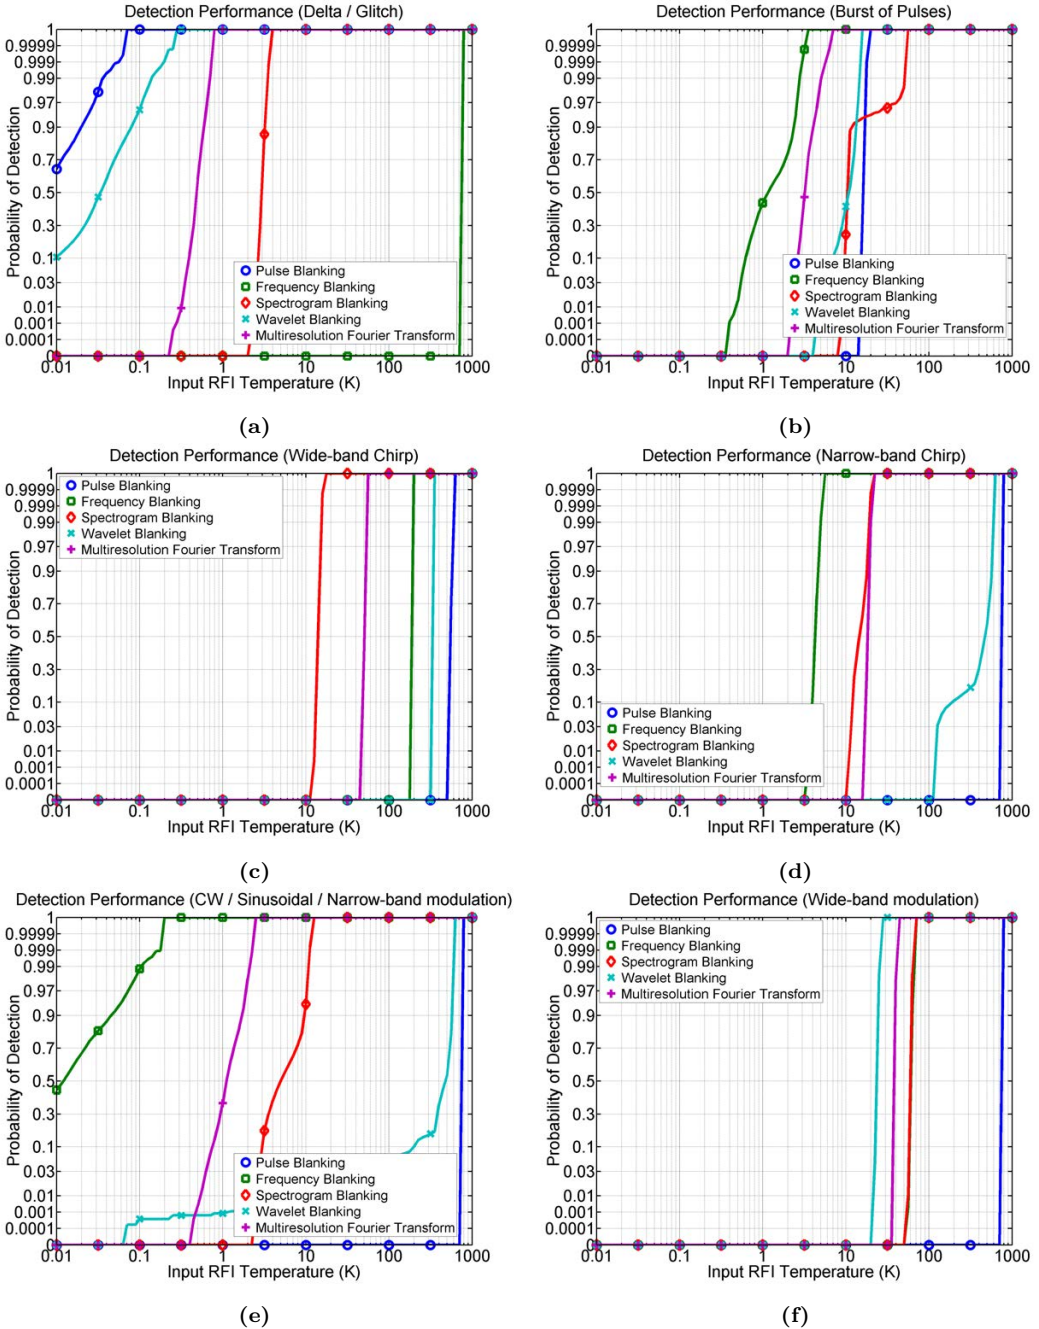 Detection Performance (Delta / Glitch)
Probability of Detection
1
0.9999
0.999
0.99
0.97
0.9
0.7
0.5
0.3
0.1
0.03
0.01
0.001
0.0001
0
Pulse Blanking
Frequency Blanking
Spectrogram Blanking
Wavelet Blanking
Multiresolution Fourier Transform
0.01 0.1 1 10 100 1000
Input RFI Temperature (K)
(a)
Detection Performance (Burst of Pulses)
Probability of Detection
1
0.9999
0.999
0.99
0.97
0.9
0.7
0.5
0.3
0.1
0.03
0.01
0.001
0.0001
0
Pulse Blanking
Frequency Blanking
Spectrogram Blanking
Wavelet Blanking
Multiresolution Fourier Transform
0.01 0.1 1 10 100 1000
Input RFI Temperature (K)
(b)
Detection Performance (Wide-band Chirp)
Probability of Detection
1
0.9999
0.999
0.99
0.97
0.9
0.7
0.5
0.3
0.1
0.03
0.01
0.001
0.0001
0
Pulse Blanking
Frequency Blanking
Spectrogram Blanking
Wavelet Blanking
Multiresolution Fourier Transform
0.01 0.1 1 10 100 1000
Input RFI Temperature (K)
(c)
Detection Performance (Narrow-band Chirp)
Probability of Detection
1
0.9999
0.999
0.99
0.97
0.9
0.7
0.5
0.3
0.1
0.03
0.01
0.001
0.0001
0
Pulse Blanking
Frequency Blanking
Spectrogram Blanking
Wavelet Blanking
Multiresolution Fourier Transform
0.01 0.1 1 10 100 1000
Input RFI Temperature (K)
(d)
Detection Performance (CW / Sinusoidal / Narrow-band modulation)
Probability of Detection
1
0.9999
0.999
0.99
0.97
0.9
0.7
0.5
0.3
0.1
0.03
0.01
0.001
0.0001
0
Pulse Blanking
Frequency Blanking
Spectrogram Blanking
Wavelet Blanking
Multiresolution Fourier Transform
0.01 0.1 1 10 100 1000
Input RFI Temperature (K)
(e)
Detection Performance (Wide-band modulation)
Probability of Detection
1
0.9999
0.999
0.99
0.97
0.9
0.7
0.5
0.3
0.1
0.03
0.01
0.001
0.0001
0
Pulse Blanking
Frequency Blanking
Spectrogram Blanking
Wavelet Blanking
Multiresolution Fourier Transform
0.01 0.1 1 10 100 1000
Input RFI Temperature (K)
(f)